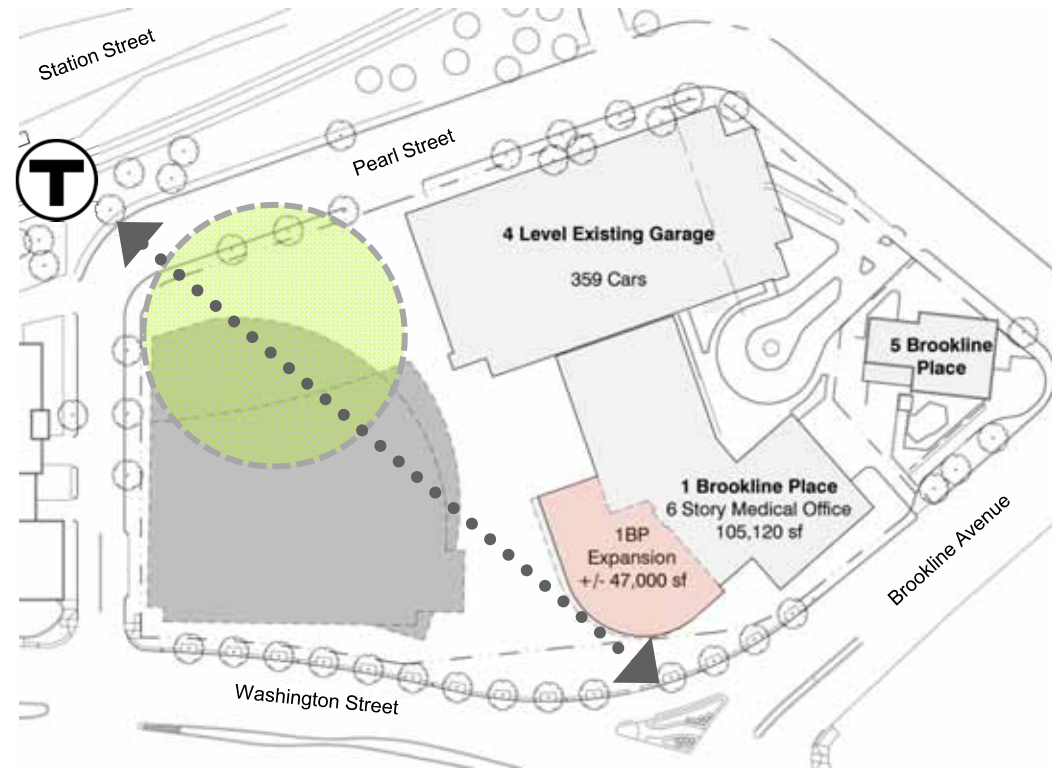 Station Street
T
Pearl Street
4 Level Existing Garage
359 Cars
5 Brookline
Place
1 Brookline Place
6 Story Medical Office
105,120 sf
1BP
Expansion
+/- 47,000 sf
Brookline Avenue
Washington Street